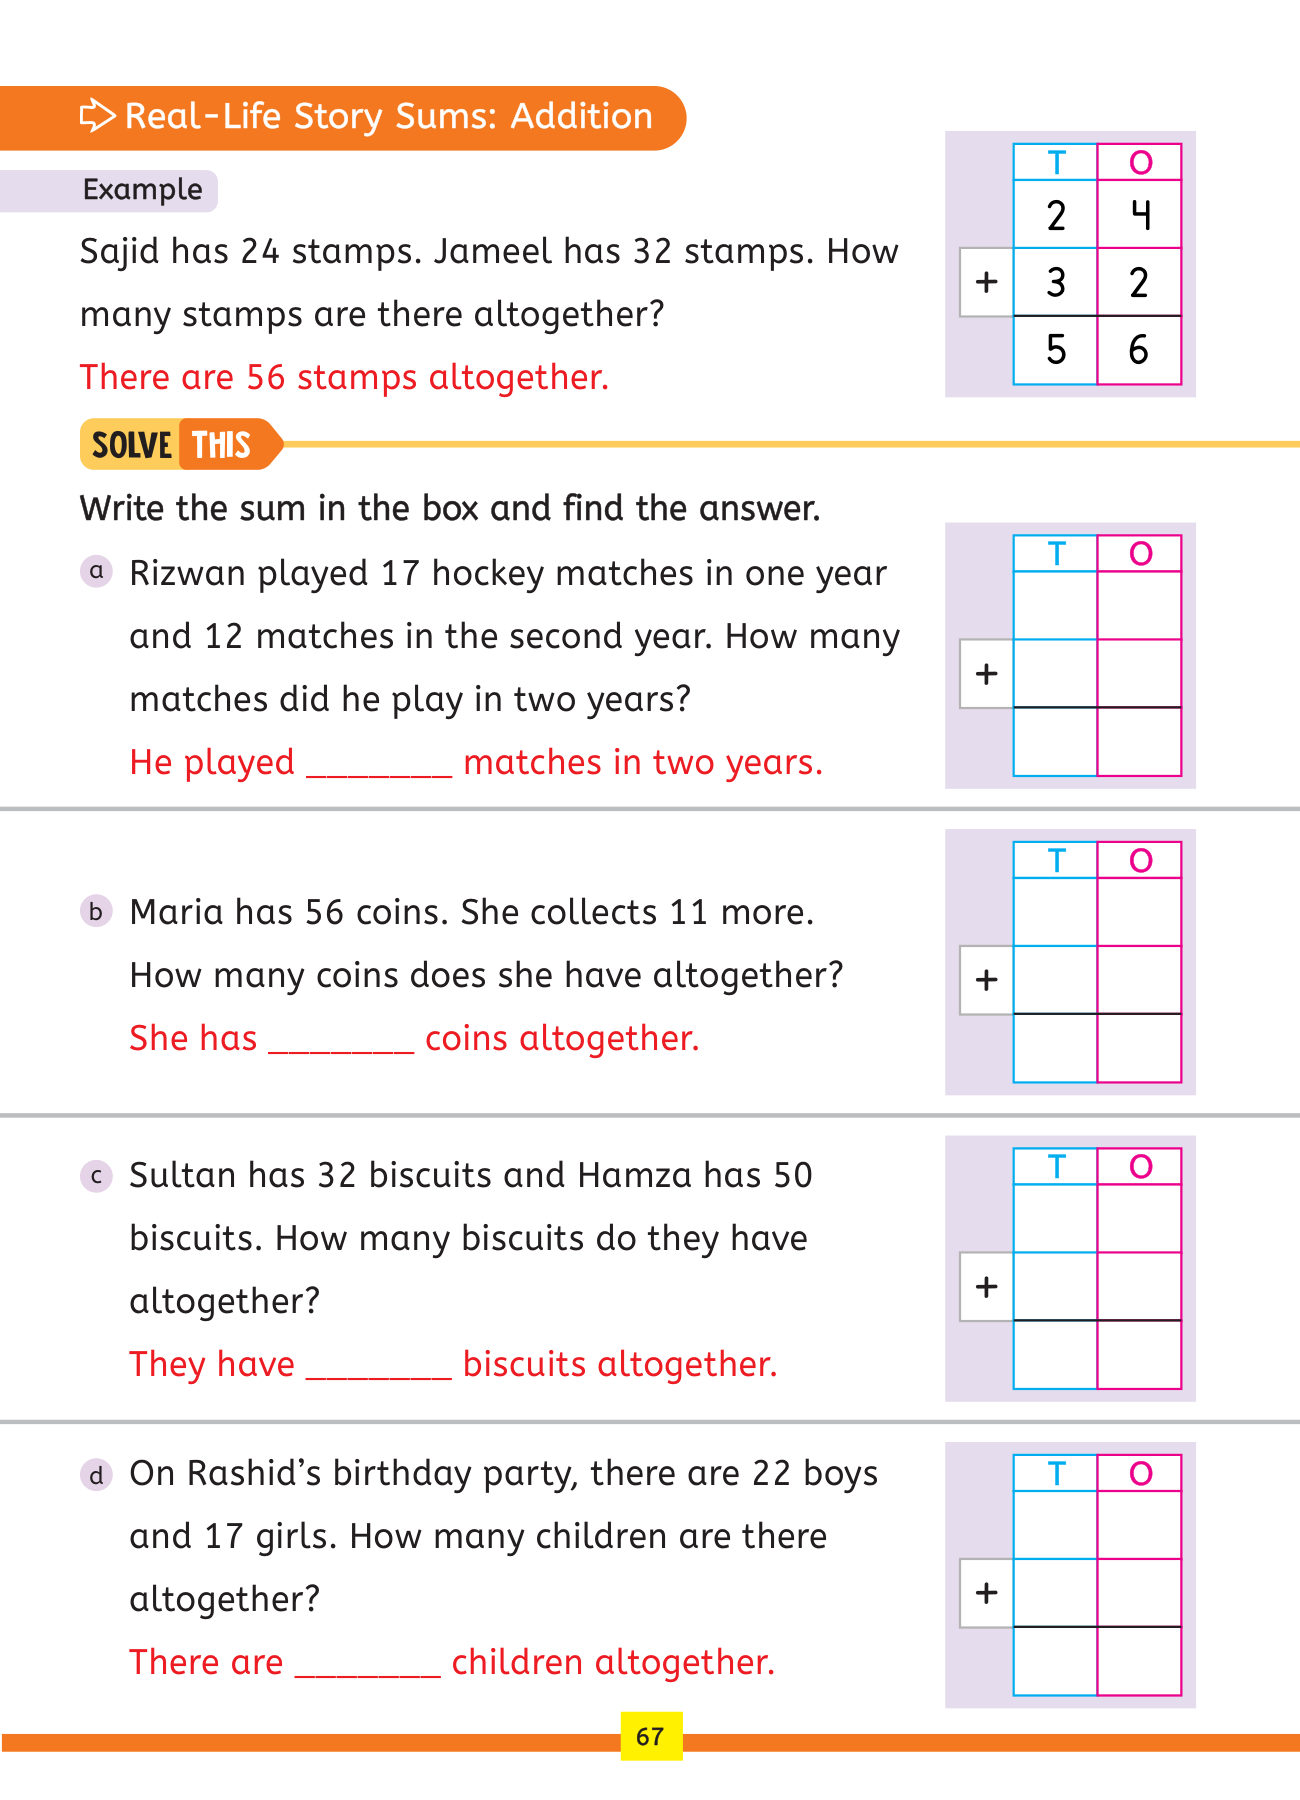 Real-Life Story Sums: Addition
Example
Sajid has 24 stamps. Jameel has 32 stamps. How
many stamps are there altogether?
There are 56 stamps altogether.
T O
2 4
+ 3 2
5 6
SOLVE THIS
Write the sum in the box and find the answer.
a Rizwan played 17 hockey matches in one year
and 12 matches in the second year. How many
matches did he play in two years?
He played _______ matches in two years.
T O
+
b Maria has 56 coins. She collects 11 more.
How many coins does she have altogether?
She has _______ coins altogether.
T O
+
c Sultan has 32 biscuits and Hamza has 50
biscuits. How many biscuits do they have
altogether?
They have _______ biscuits altogether.
T O
+
d On Rashid’s birthday party, there are 22 boys
and 17 girls. How many children are there
altogether?
There are _______ children altogether.
T O
+
67